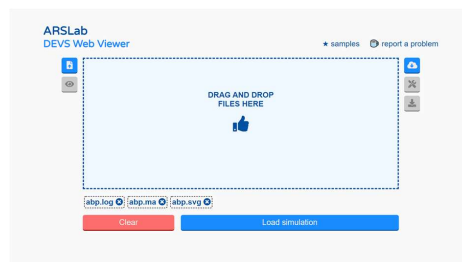 ARSLab
DEVS Web Viewer
★ samples report a problem
DRAG AND DROP
FILES HERE
abp.log abp.ma abp.svg
Clear Load simulation